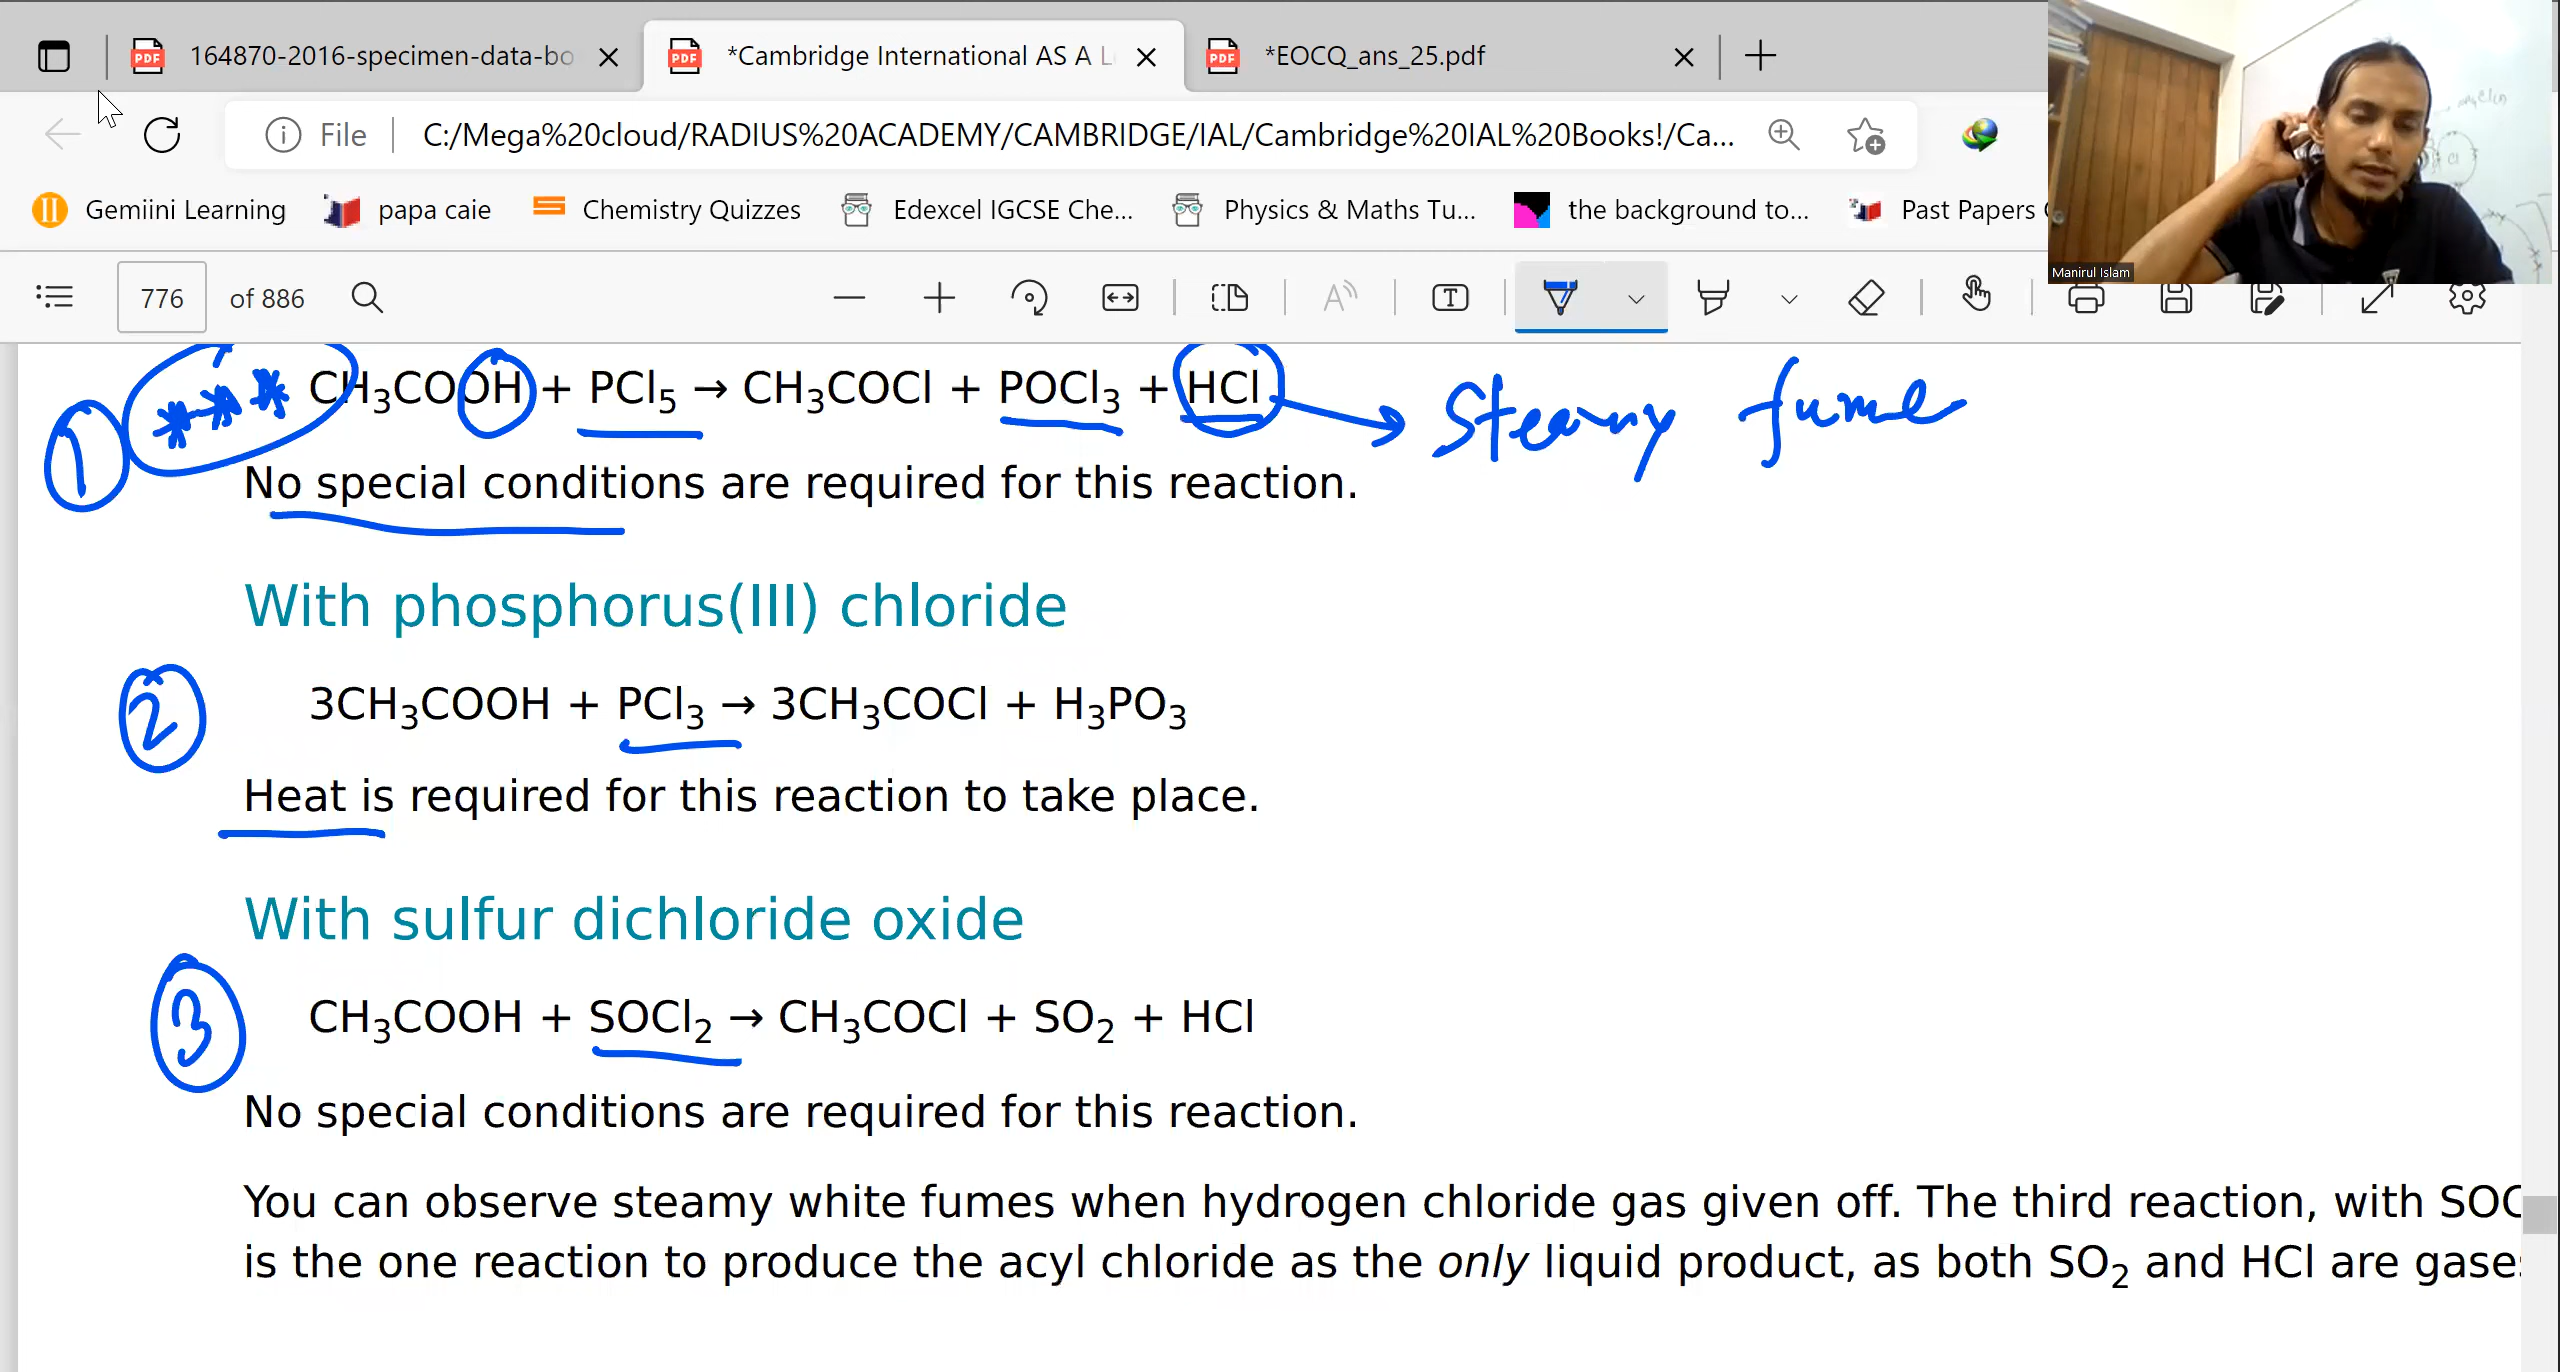 164870-2016-specimen-data-bo
*Cambridge International AS A L
*EOCQ_ans_25.pdf
File
C:/Mega%20cloud/RADIUS%20ACADEMY/CAMBRIDGE/IAL/Cambridge%20IAL%20Books!/Ca...
Gemiini Learning
papa caie
Chemistry Quizzes
Edexcel IGCSE Che...
Physics & Maths Tu...
the background to...
Past Papers
Manirul Islam
776 of 886
1 *** CH₃COOH + PCl₅ → CH₃COCl + POCl₃ + HCl → Steamy fume
No special conditions are required for this reaction.
With phosphorus(III) chloride
2 3CH₃COOH + PCl₃ → 3CH₃COCl + H₃PO₃
Heat is required for this reaction to take place.
With sulfur dichloride oxide
3 CH₃COOH + SOCl₂ → CH₃COCl + SO₂ + HCl
No special conditions are required for this reaction.
You can observe steamy white fumes when hydrogen chloride gas given off. The third reaction, with SOC
is the one reaction to produce the acyl chloride as the only liquid product, as both SO₂ and HCl are gases